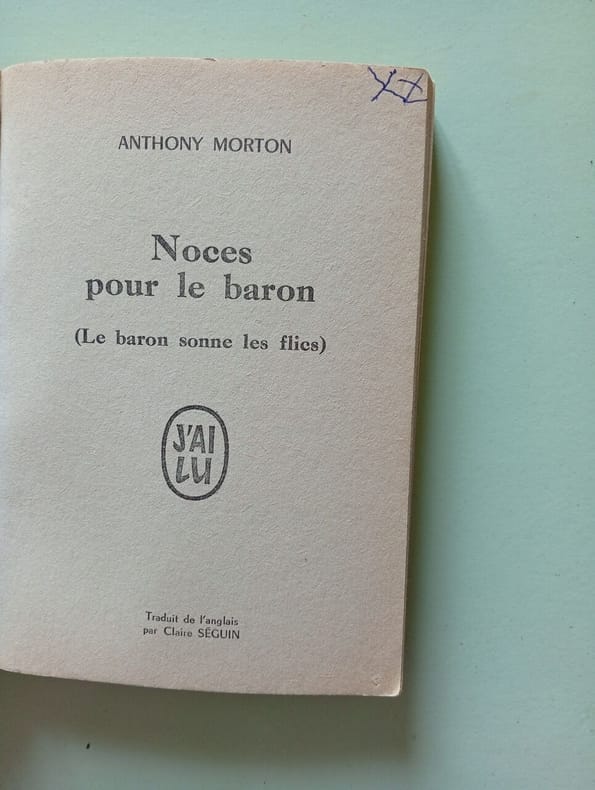 ANTHONY MORTON
Noces
pour le baron
(Le baron sonne les flics)
J'AI
LU
Traduit de l'anglais
par Claire SÉGUIN